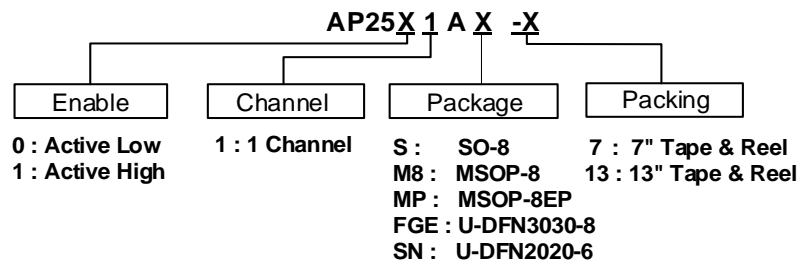 AP25X 1 A X -X
Enable
Channel
Package
Packing
0 : Active Low
1 : Active High
1 : 1 Channel
S : SO-8
M8 : MSOP-8
MP : MSOP-8EP
FGE : U-DFN3030-8
SN : U-DFN2020-6
7 : 7" Tape & Reel
13 : 13" Tape & Reel